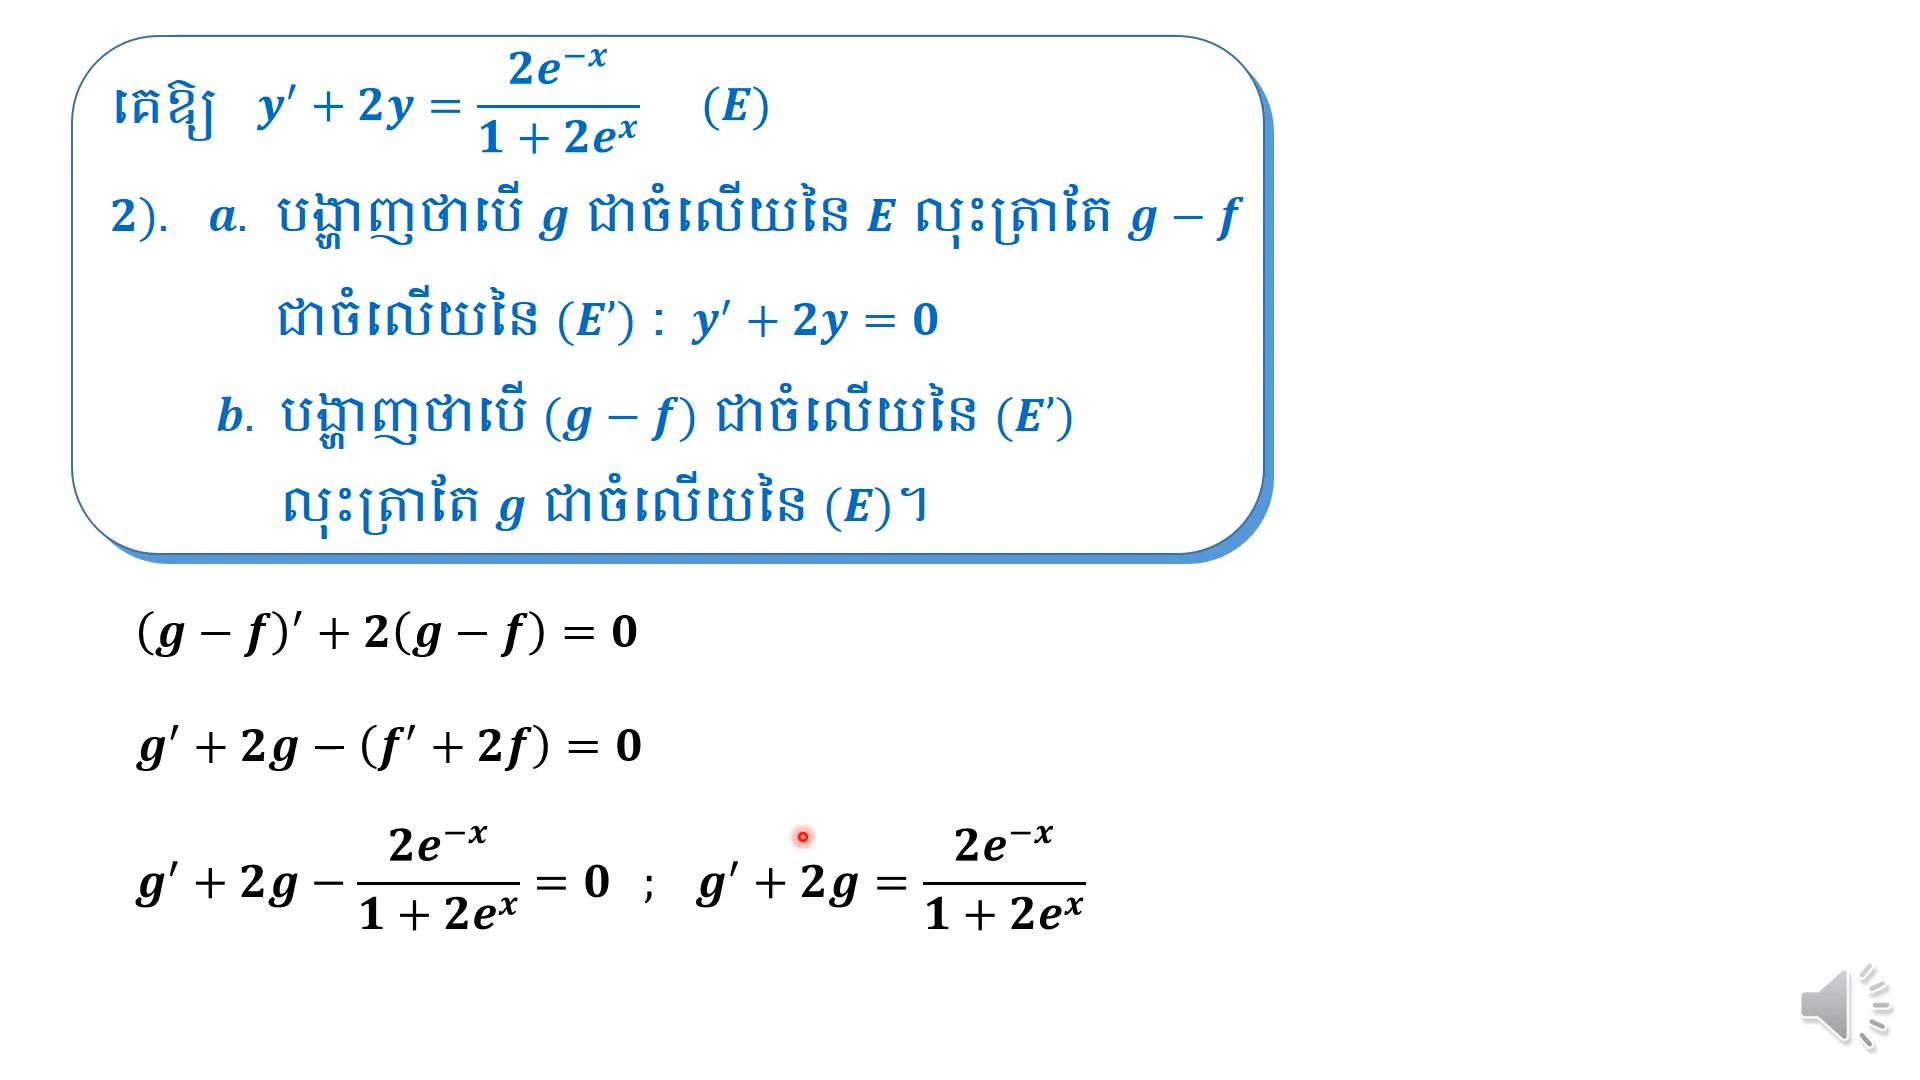 គេឱ្យ y′ + 2y = 2e⁻ˣ / (1 + 2eˣ) (E)
2). a. បង្ហាញថាបើ g ជាចំលើយនៃ E លុះត្រាតែ g − f
ជាចំលើយនៃ (E’) : y′ + 2y = 0
b. បង្ហាញថាបើ (g − f) ជាចំលើយនៃ (E’)
លុះត្រាតែ g ជាចំលើយនៃ (E)។
(g − f)′ + 2(g − f) = 0
g′ + 2g − (f′ + 2f) = 0
g′ + 2g − 2e⁻ˣ / (1 + 2eˣ) = 0 ; g′ + 2g = 2e⁻ˣ / (1 + 2eˣ)